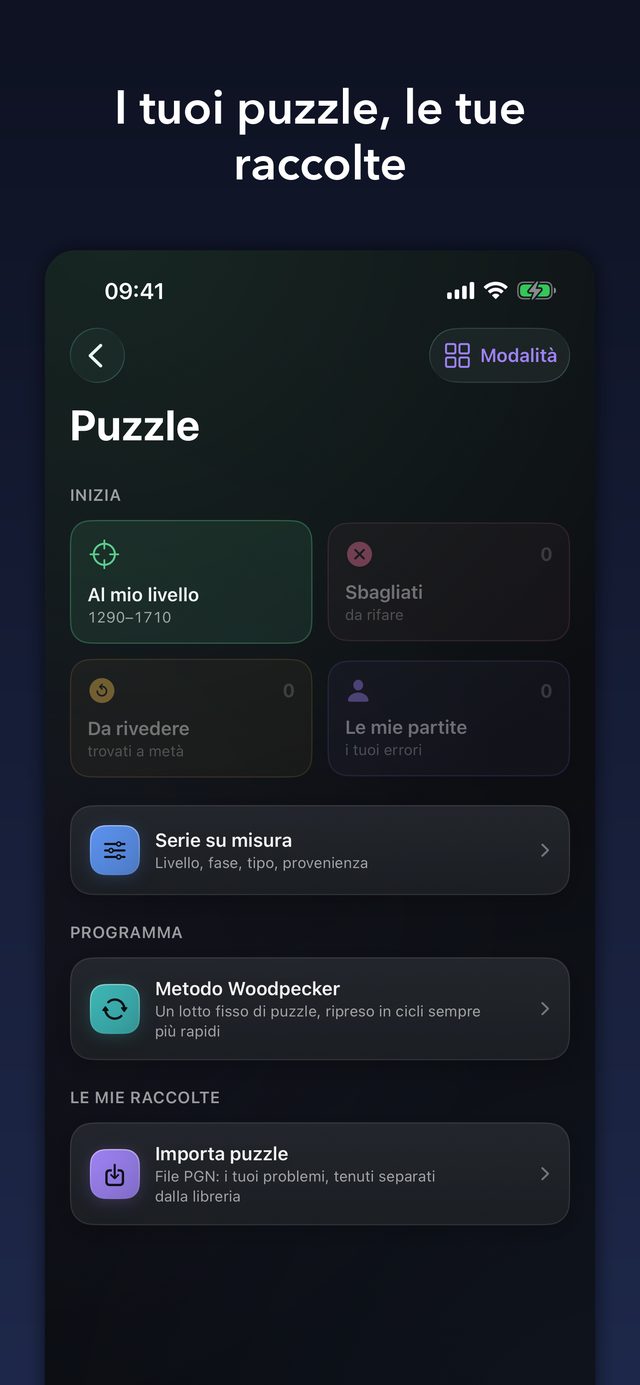 I tuoi puzzle, le tue
raccolte
09:41
Modalità
Puzzle
INIZIA
Al mio livello
1290–1710
0
Sbagliati
da rifare
0
Da rivedere
trovati a metà
0
Le mie partite
i tuoi errori
Serie su misura
Livello, fase, tipo, provenienza
PROGRAMMA
Metodo Woodpecker
Un lotto fisso di puzzle, ripreso in cicli sempre
più rapidi
LE MIE RACCOLTE
Importa puzzle
File PGN: i tuoi problemi, tenuti separati
dalla libreria